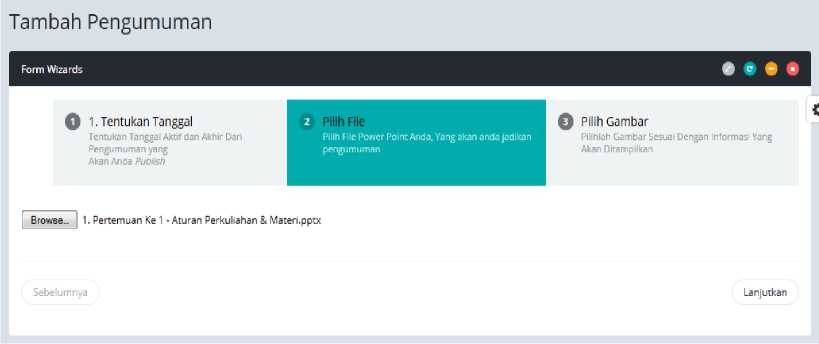 Tambah Pengumuman
Form Wizards
1 1. Tentukan Tanggal
Tentukan Tanggal Aktif dan Akhir Dari
Pengumuman yang
Akan Anda Publish
2 Pilih File
Pilih File Power Point Anda, Yang akan anda jadikan
pengumuman
3 Pilih Gambar
Pilihlah Gambar Sesuai Dengan Informasi Yang
Akan Ditampilkan
Browse... 1. Pertemuan Ke 1 - Aturan Perkuliahan & Materi.pptx
Sebelumnya
Lanjutkan